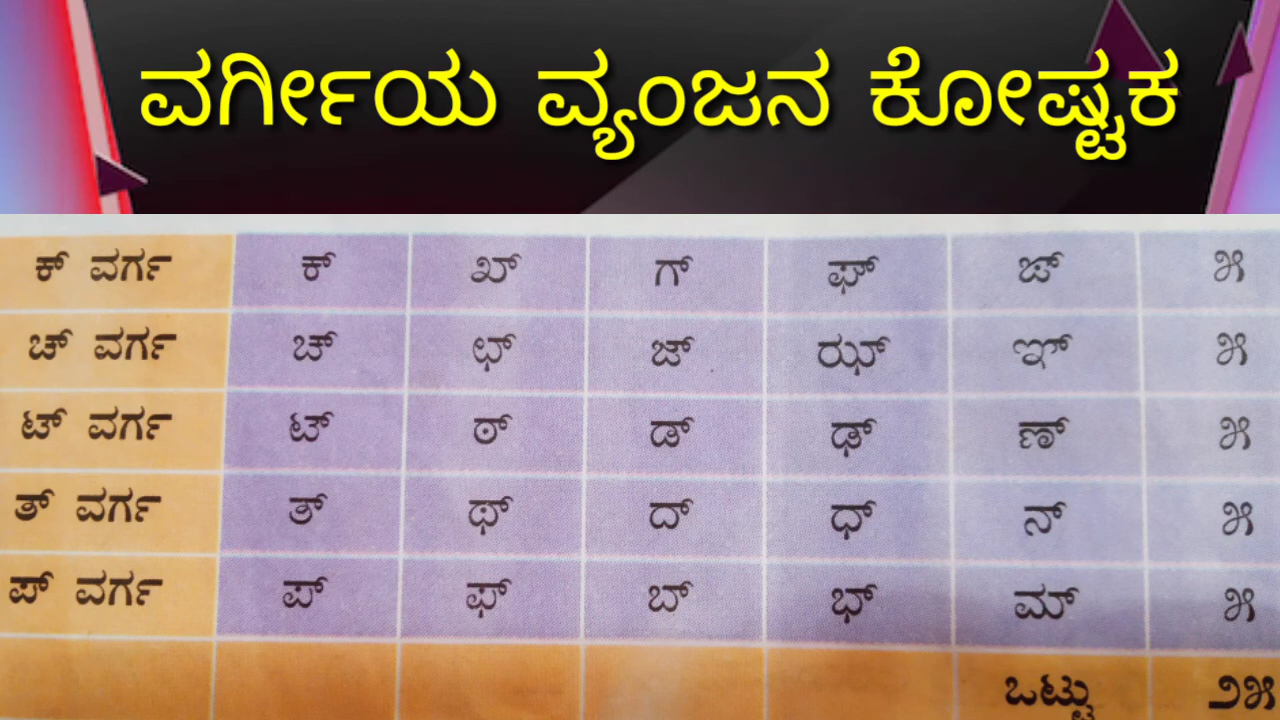 ವರ್ಗೀಯ ವ್ಯಂಜನ ಕೋಷ್ಟಕ
ಕ್ ವರ್ಗ ಕ್ ಖ್ ಗ್ ಘ್ ಙ್ ೫
ಚ್ ವರ್ಗ ಚ್ ಛ್ ಜ್ ಝ್ ಞ್ ೫
ಟ್ ವರ್ಗ ಟ್ ಠ್ ಡ್ ಢ್ ಣ್ ೫
ತ್ ವರ್ಗ ತ್ ಥ್ ದ್ ಧ್ ನ್ ೫
ಪ್ ವರ್ಗ ಪ್ ಫ್ ಬ್ ಭ್ ಮ್ ೫
ಒಟ್ಟು ೨೫